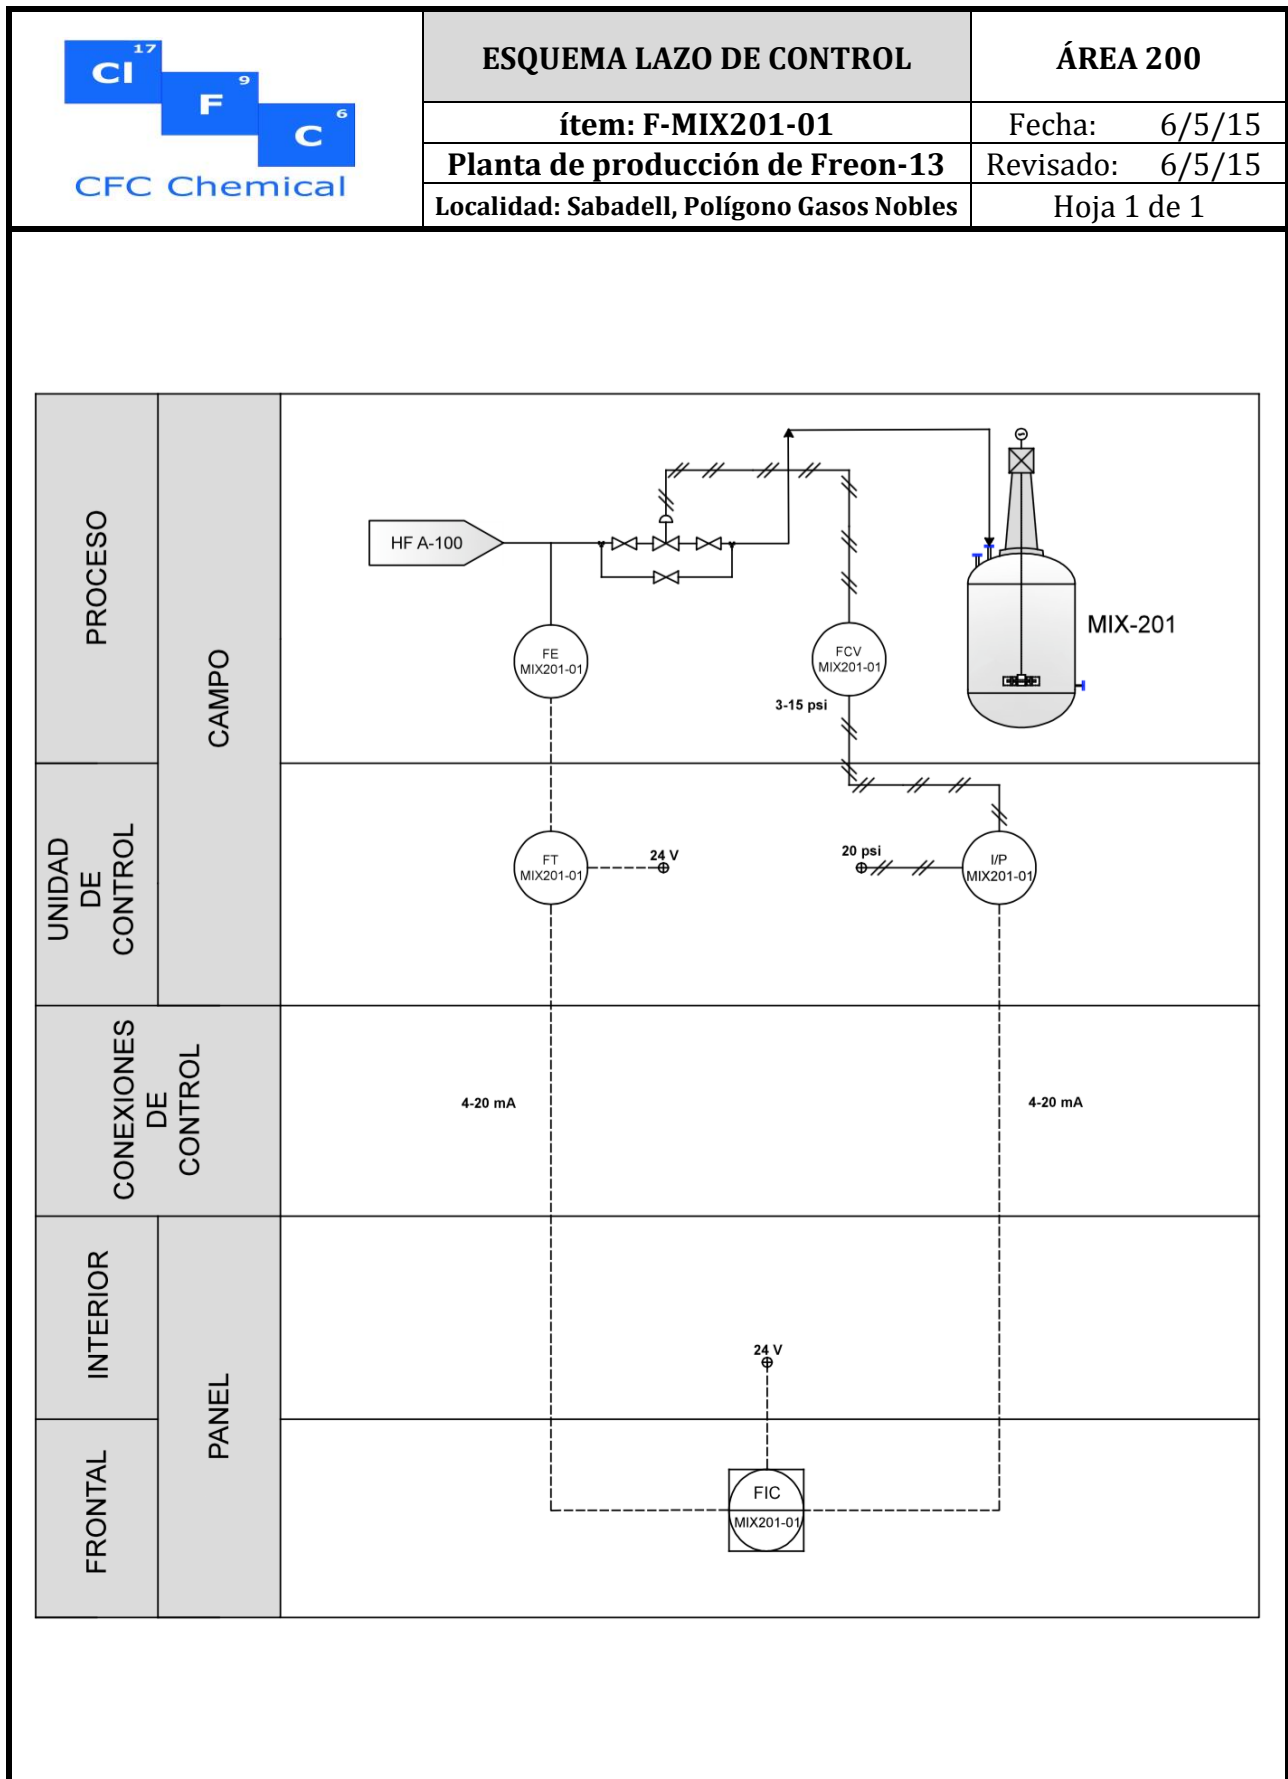 17
Cl
9
F
6
C
CFC Chemical
ESQUEMA LAZO DE CONTROL
ÁREA 200
ítem: F-MIX201-01
Fecha: 6/5/15
Planta de producción de Freon-13
Revisado: 6/5/15
Localidad: Sabadell, Polígono Gasos Nobles
Hoja 1 de 1
PROCESO
CAMPO
HF A-100
FE
MIX201-01
FCV
MIX201-01
3-15 psi
MIX-201
UNIDAD
DE
CONTROL
FT
MIX201-01
24 V
20 psi
I/P
MIX201-01
CONEXIONES
DE
CONTROL
4-20 mA
4-20 mA
INTERIOR
PANEL
24 V
FRONTAL
FIC
MIX201-01